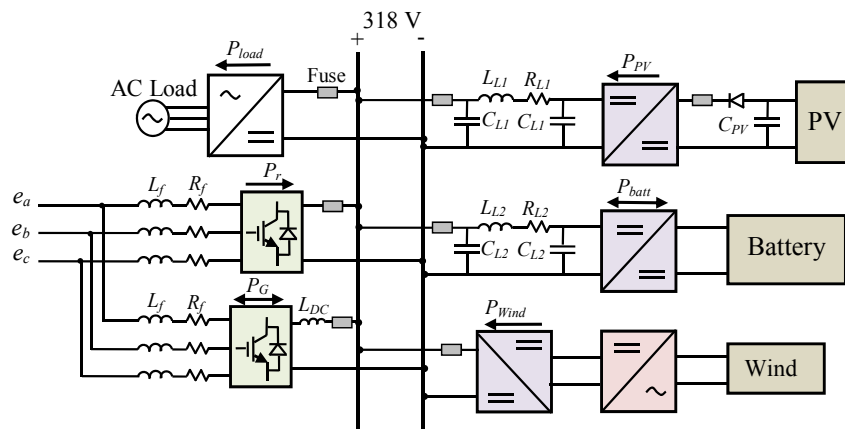 318 V
+ -
P_load
Fuse
AC Load
L_L1 R_L1
C_L1 C_L1
P_PV
C_PV
PV
e_a
e_b
e_c
L_f R_f
P_r
L_L2 R_L2
C_L2 C_L2
P_batt
Battery
L_f R_f
P_G
L_DC
P_Wind
Wind